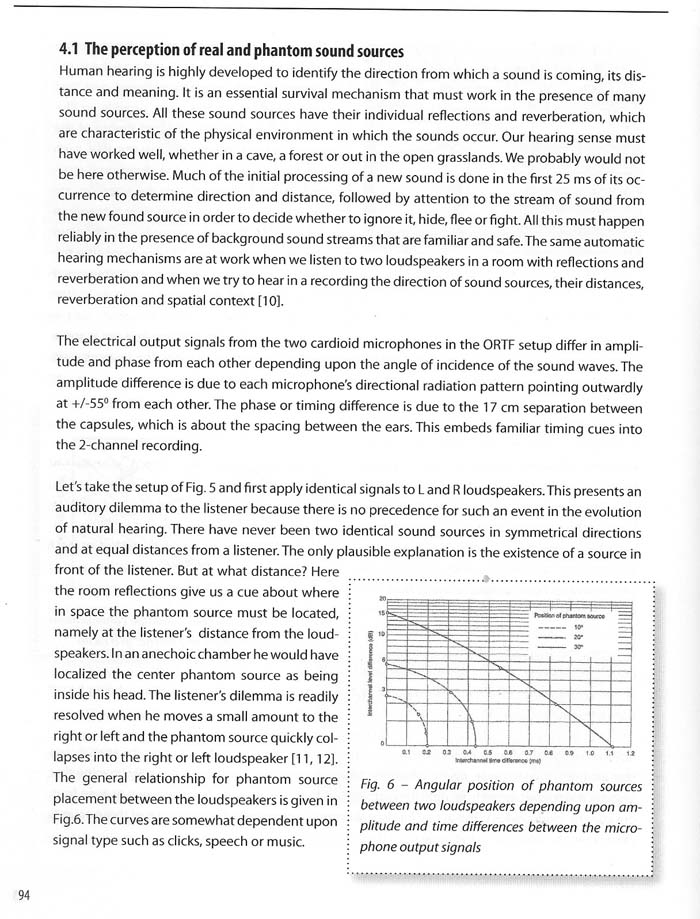 4.1 The perception of real and phantom sound sources
Human hearing is highly developed to identify the direction from which a sound is coming, its dis-
tance and meaning. It is an essential survival mechanism that must work in the presence of many
sound sources. All these sound sources have their individual reflections and reverberation, which
are characteristic of the physical environment in which the sounds occur. Our hearing sense must
have worked well, whether in a cave, a forest or out in the open grasslands. We probably would not
be here otherwise. Much of the initial processing of a new sound is done in the first 25 ms of its oc-
currence to determine direction and distance, followed by attention to the stream of sound from
the new found source in order to decide whether to ignore it, hide, flee or fight. All this must happen
reliably in the presence of background sound streams that are familiar and safe. The same automatic
hearing mechanisms are at work when we listen to two loudspeakers in a room with reflections and
reverberation and when we try to hear in a recording the direction of sound sources, their distances,
reverberation and spatial context [10].
The electrical output signals from the two cardioid microphones in the ORTF setup differ in ampli-
tude and phase from each other depending upon the angle of incidence of the sound waves. The
amplitude difference is due to each microphone's directional radiation pattern pointing outwardly
at +/-55⁰ from each other. The phase or timing difference is due to the 17 cm separation between
the capsules, which is about the spacing between the ears. This embeds familiar timing cues into
the 2-channel recording.
Let's take the setup of Fig. 5 and first apply identical signals to L and R loudspeakers. This presents an
auditory dilemma to the listener because there is no precedence for such an event in the evolution
of natural hearing. There have never been two identical sound sources in symmetrical directions
and at equal distances from a listener. The only plausible explanation is the existence of a source in
front of the listener. But at what distance? Here
the room reflections give us a cue about where
in space the phantom source must be located,
namely at the listener's distance from the loud-
speakers. In an anechoic chamber he would have
localized the center phantom source as being
inside his head. The listener's dilemma is readily
resolved when he moves a small amount to the
right or left and the phantom source quickly col-
lapses into the right or left loudspeaker [11, 12].
The general relationship for phantom source
placement between the loudspeakers is given in
Fig.6. The curves are somewhat dependent upon
signal type such as clicks, speech or music.
20
15
10
6
3
0
Interchannel level difference (dB)
Position of phantom source
10°
20°
30°
0.1 0.2 0.3 0.4 0.5 0.6 0.7 0.8 0.9 1.0 1.1 1.2
Interchannel time difference (ms)
Fig. 6 – Angular position of phantom sources
between two loudspeakers depending upon am-
plitude and time differences between the micro-
phone output signals
94